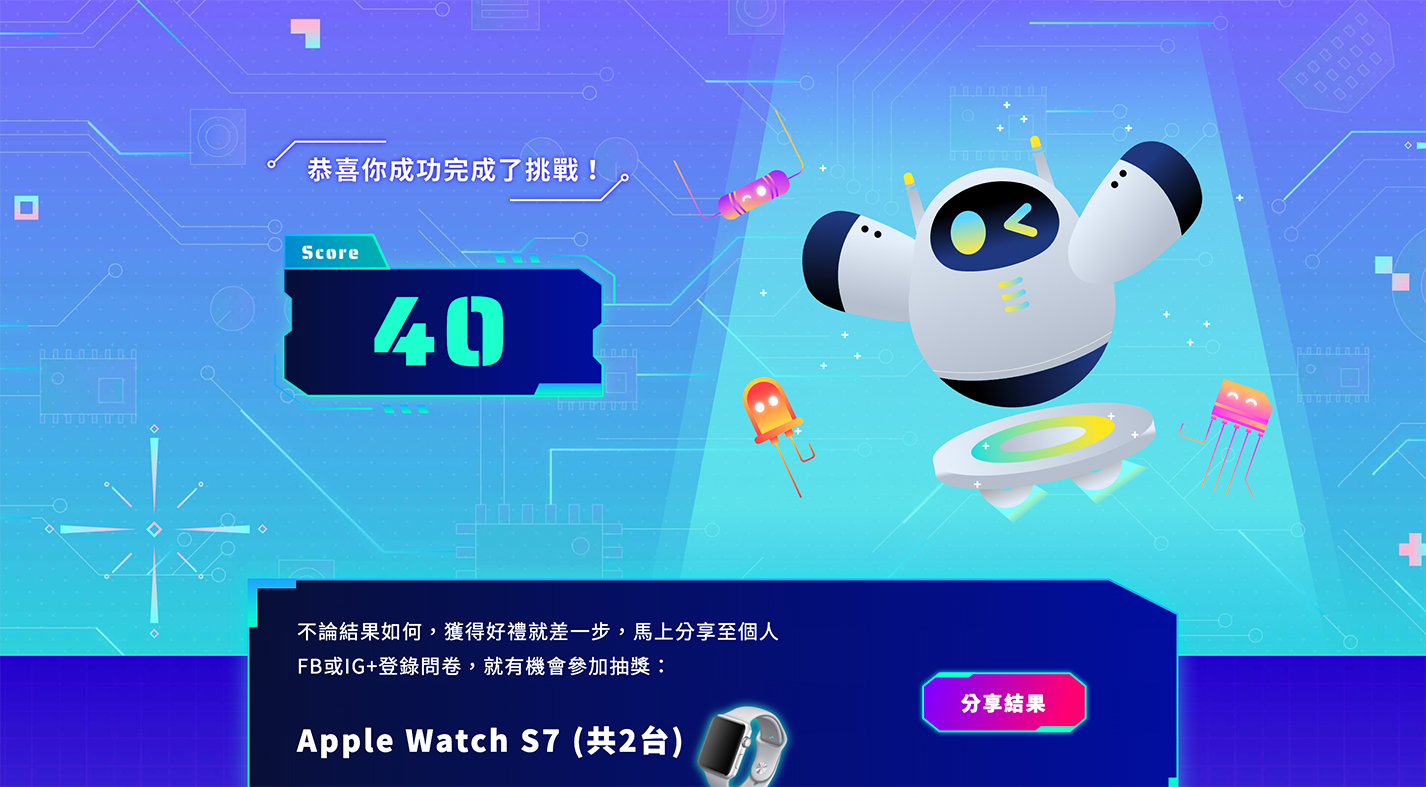 恭喜你成功完成了挑戰！
Score
40
不論結果如何，獲得好禮就差一步，馬上分享至個人
FB或IG+登錄問卷，就有機會參加抽獎：
分享結果
Apple Watch S7 (共2台)